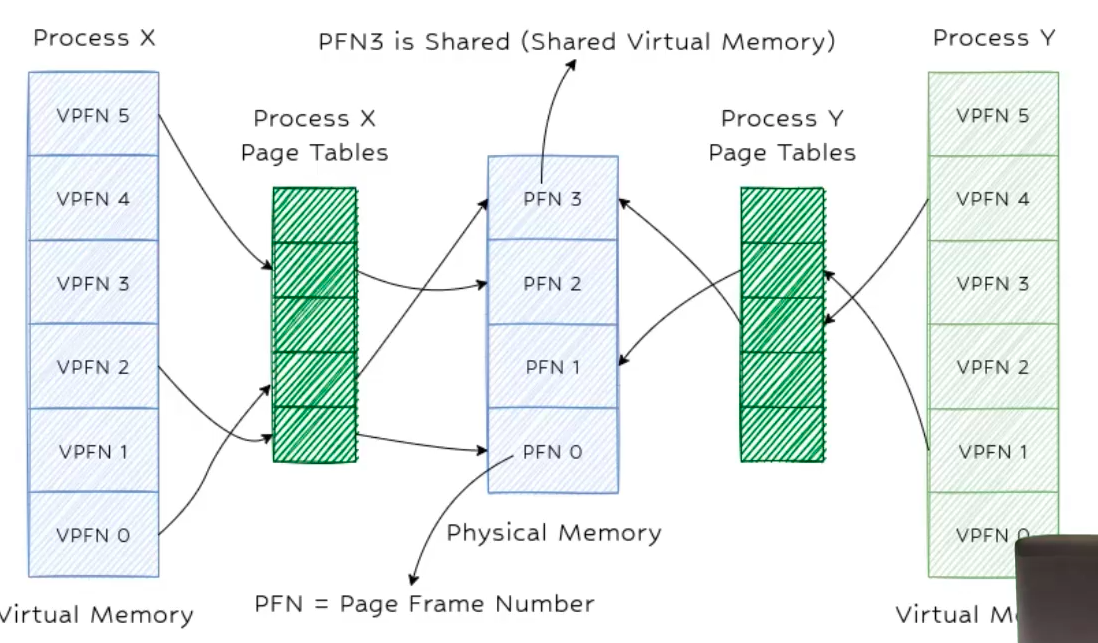 Process X
PFN3 is Shared (Shared Virtual Memory)
Process Y
Process X
Page Tables
Process Y
Page Tables
VPFN 5
VPFN 4
VPFN 3
VPFN 2
VPFN 1
VPFN 0
PFN 3
PFN 2
PFN 1
PFN 0
VPFN 5
VPFN 4
VPFN 3
VPFN 2
VPFN 1
VPFN
Physical Memory
PFN = Page Frame Number
Virtual Memory
Virtual